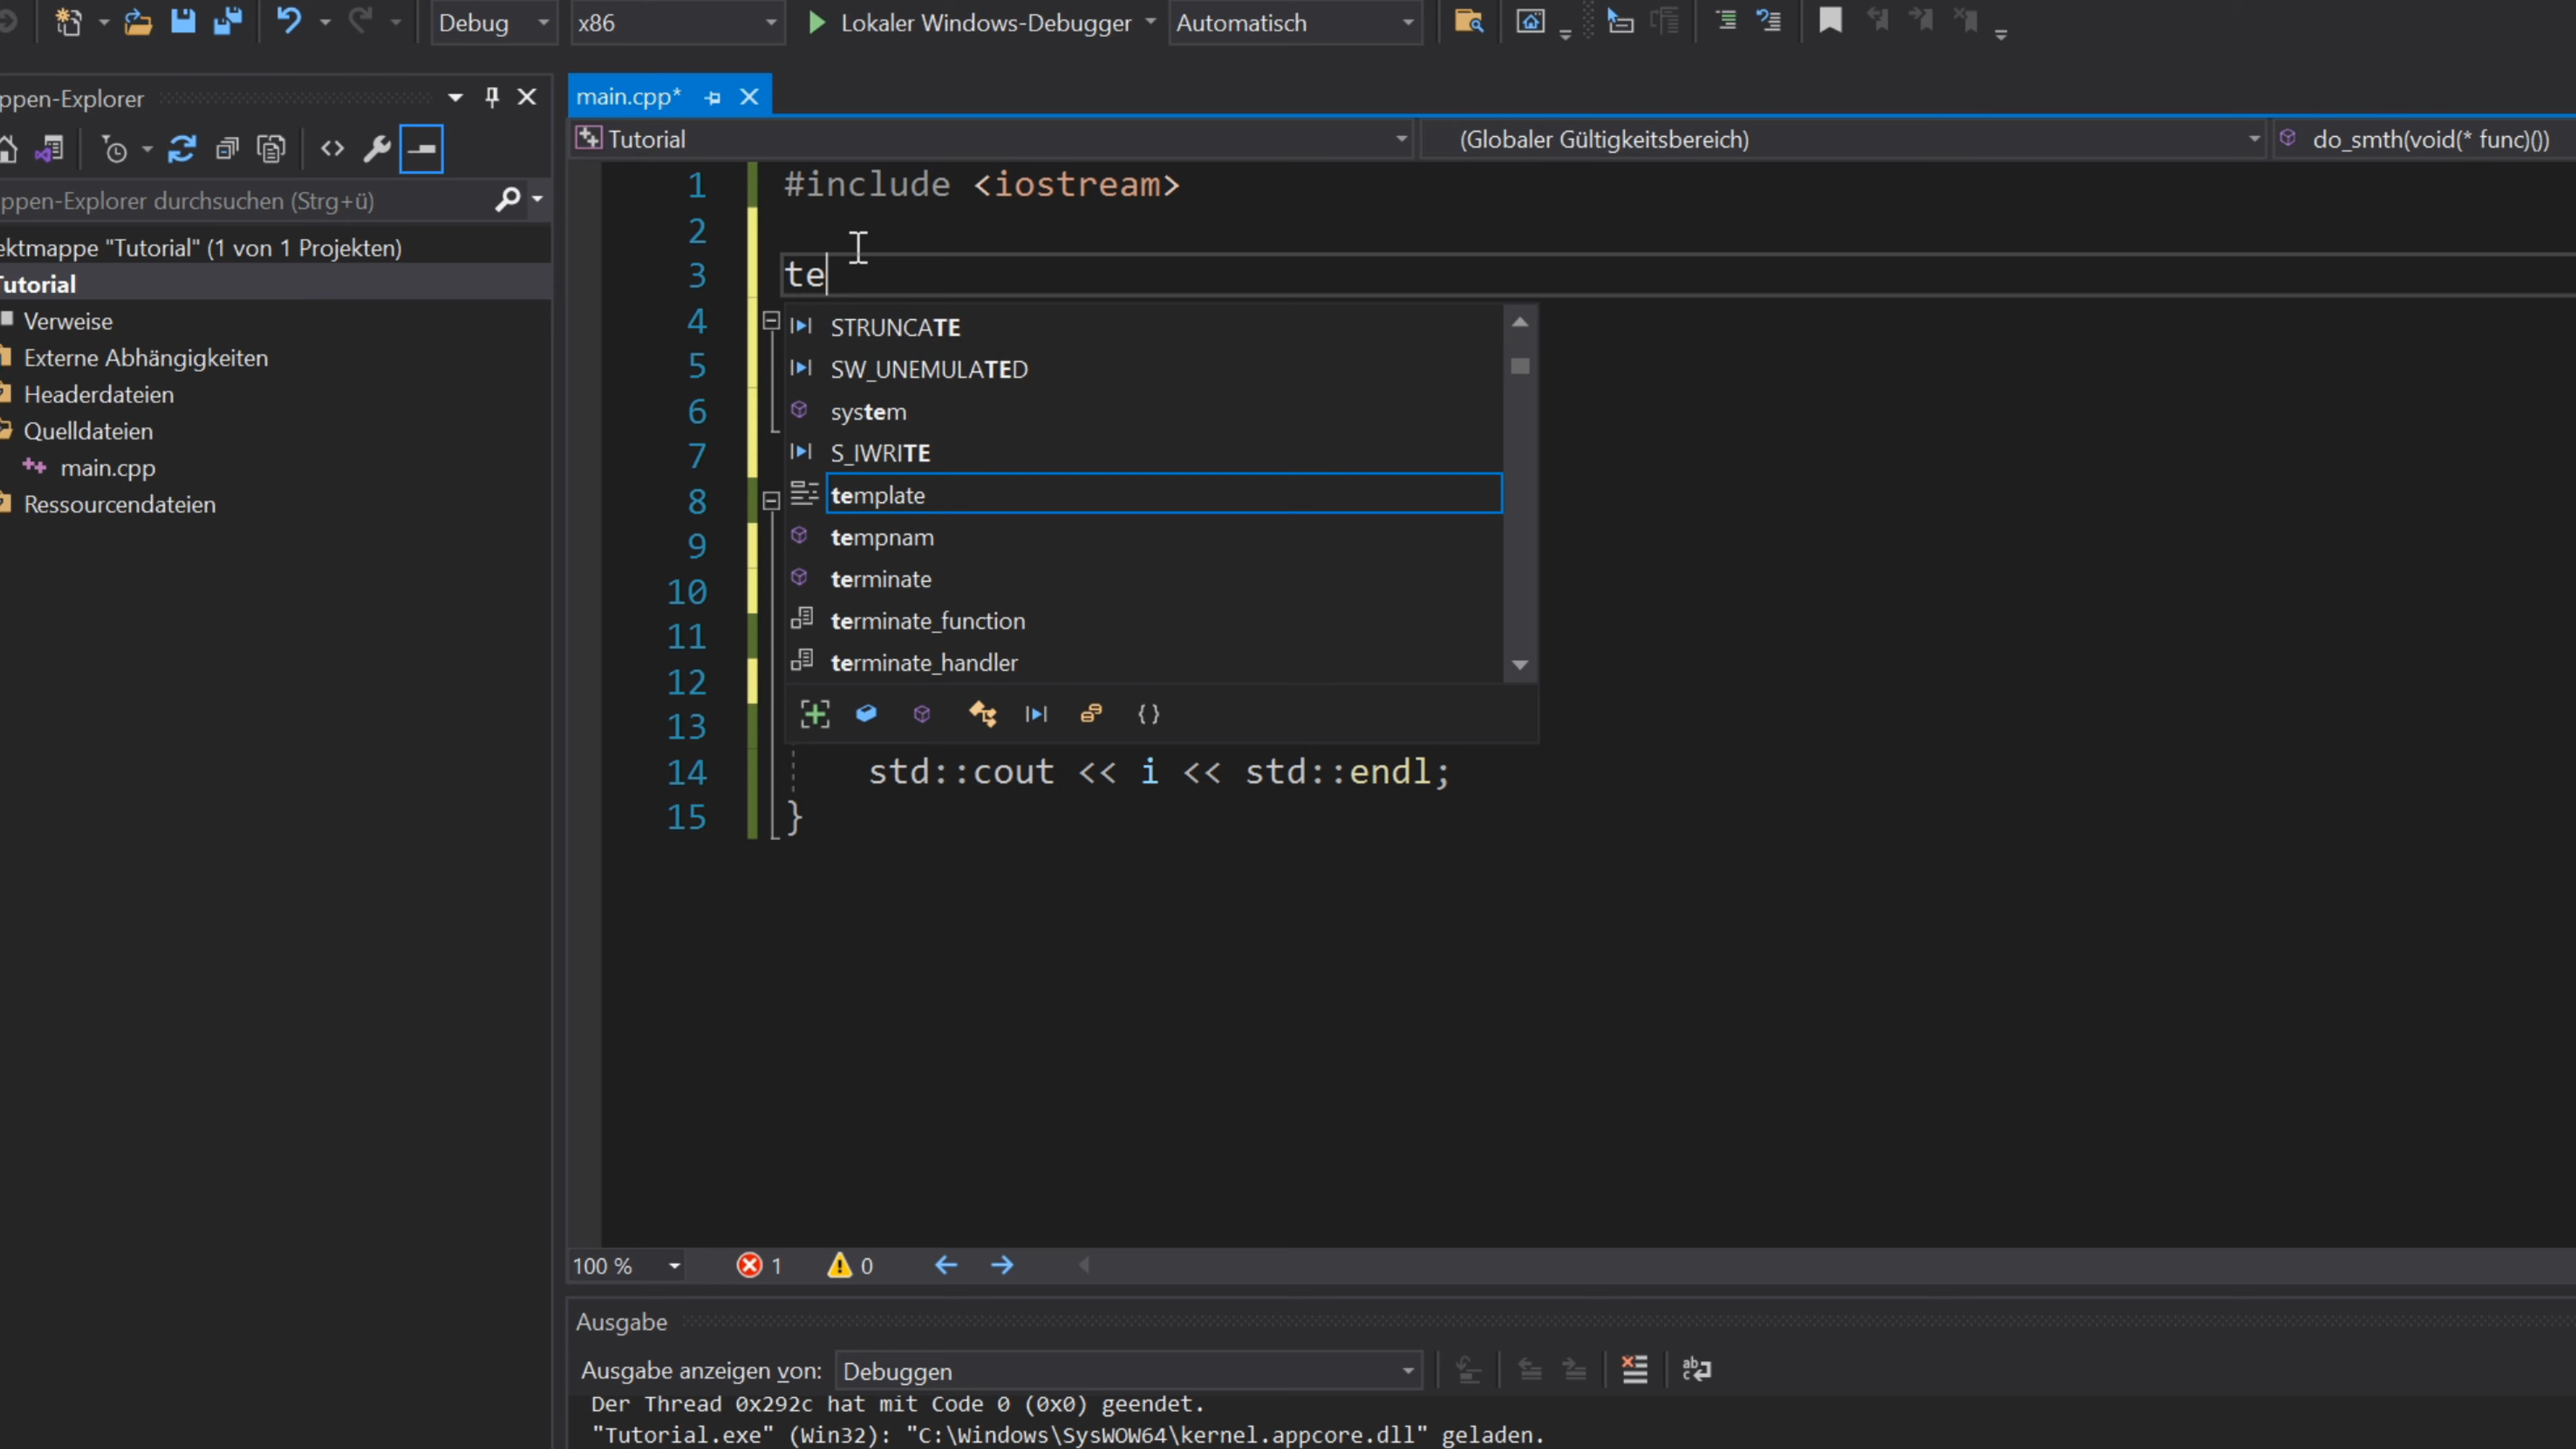 Debug x86 Lokaler Windows-Debugger Automatisch
ppen-Explorer
main.cpp*
Tutorial (Globaler Gültigkeitsbereich) do_smth(void(* func)())
ppen-Explorer durchsuchen (Strg+ü)
ektmappe "Tutorial" (1 von 1 Projekten)
Tutorial
Verweise
Externe Abhängigkeiten
Headerdateien
Quelldateien
main.cpp
Ressourcendateien
1 #include <iostream>
2
3 te
4
5
6
7
8
9
10
11
12
13
14 std::cout << i << std::endl;
15 }
STRUNCATE
SW_UNEMULATED
system
S_IWRITE
template
tempnam
terminate
terminate_function
terminate_handler
100 % 1 0
Ausgabe
Ausgabe anzeigen von: Debuggen
Der Thread 0x292c hat mit Code 0 (0x0) geendet.
"Tutorial.exe" (Win32): "C:\Windows\SysWOW64\kernel.appcore.dll" geladen.